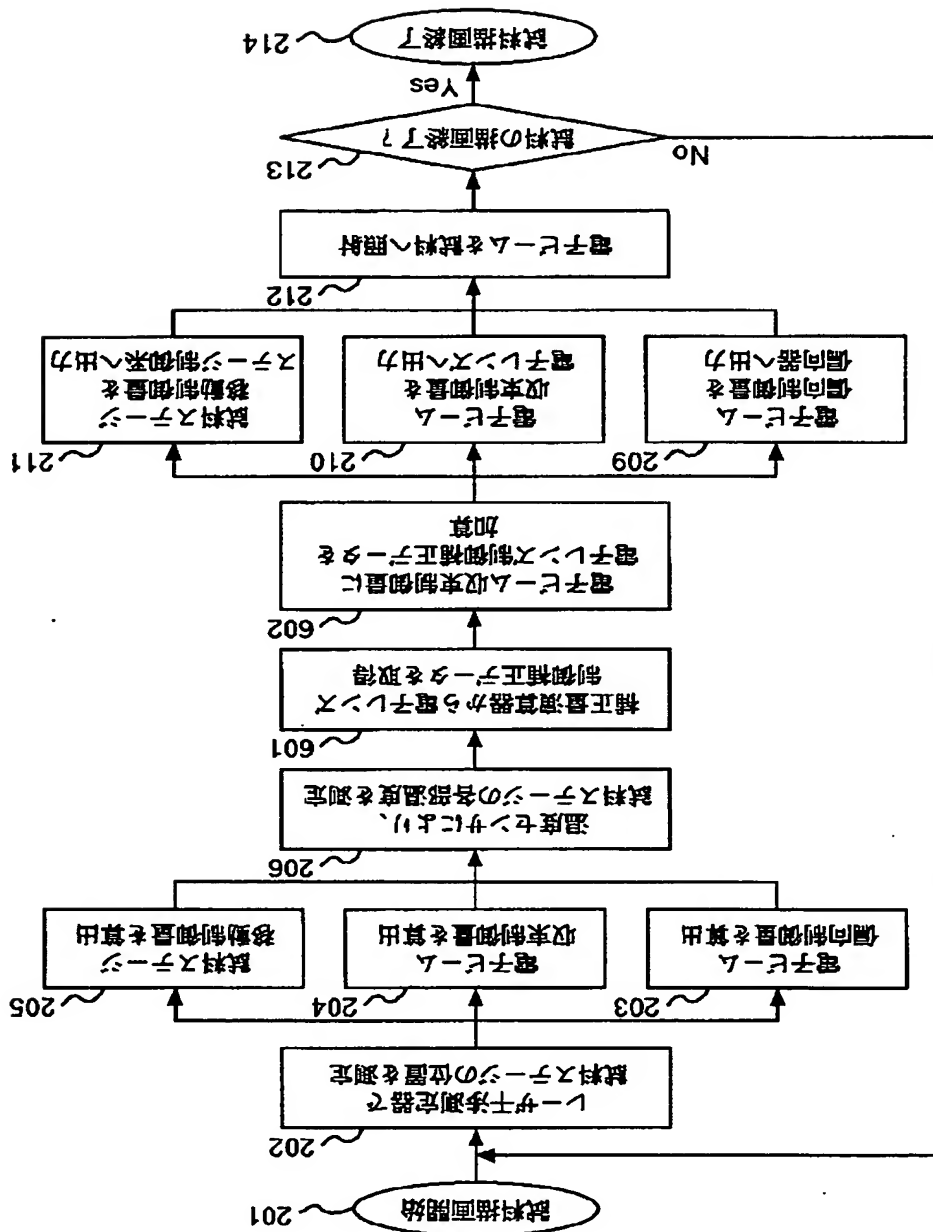 試料描画開始
201
レーザ干渉測定器で
試料ステージの位置を測定
202
電子ビーム
偏向制御量を算出
203
電子ビーム
収束制御量を算出
204
試料ステージ
移動制御量を算出
205
温度センサにより、
試料ステージの各部温度を測定
206
補正量演算器から電子レンズ
制御補正データを取得
601
電子ビーム収束制御量に
電子レンズ制御補正データを
加算
602
電子ビーム
偏向制御量を
偏向器へ出力
209
電子ビーム
収束制御量を
電子レンズへ出力
210
試料ステージ
移動制御量を
ステージ制御系へ出力
211
電子ビームを試料へ照射
212
試料の描画終了?
213
No
Yes
試料描画終了
214